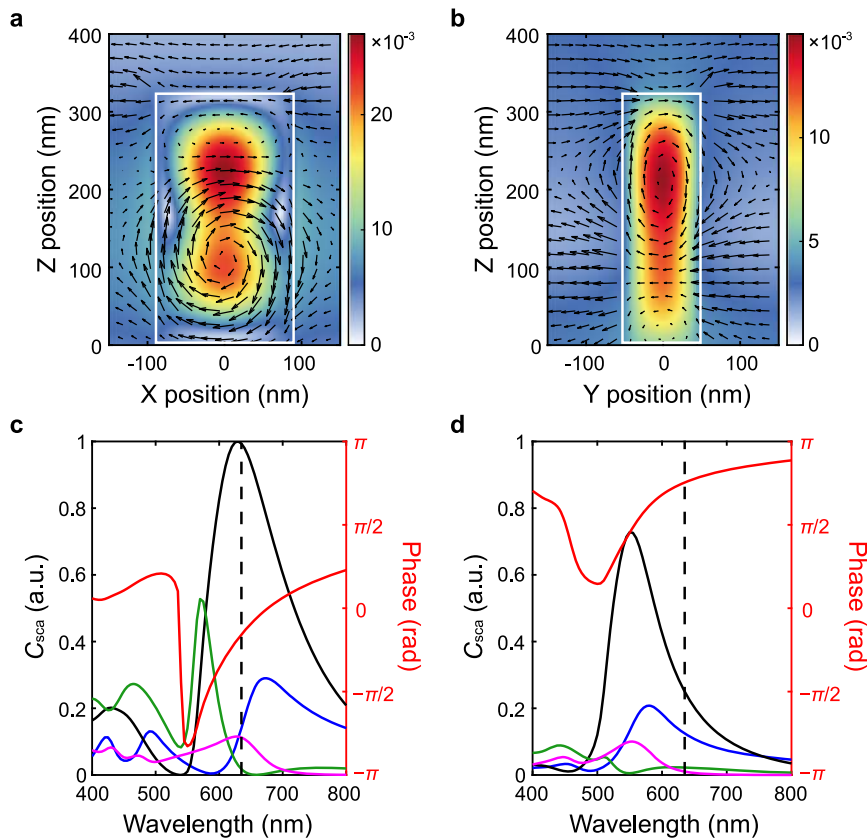 a
b
×10⁻³
×10⁻³
Z position (nm)
400
300
200
100
0
20
10
0
-100
0
100
X position (nm)
Z position (nm)
400
300
200
100
0
10
5
0
-100
0
100
Y position (nm)
c
d
Csca (a.u.)
1
0.8
0.6
0.4
0.2
0
π
π/2
0
−π/2
−π
Phase (rad)
400
500
600
700
800
Wavelength (nm)
Csca (a.u.)
1
0.8
0.6
0.4
0.2
0
π
π/2
0
−π/2
−π
Phase (rad)
400
500
600
700
800
Wavelength (nm)